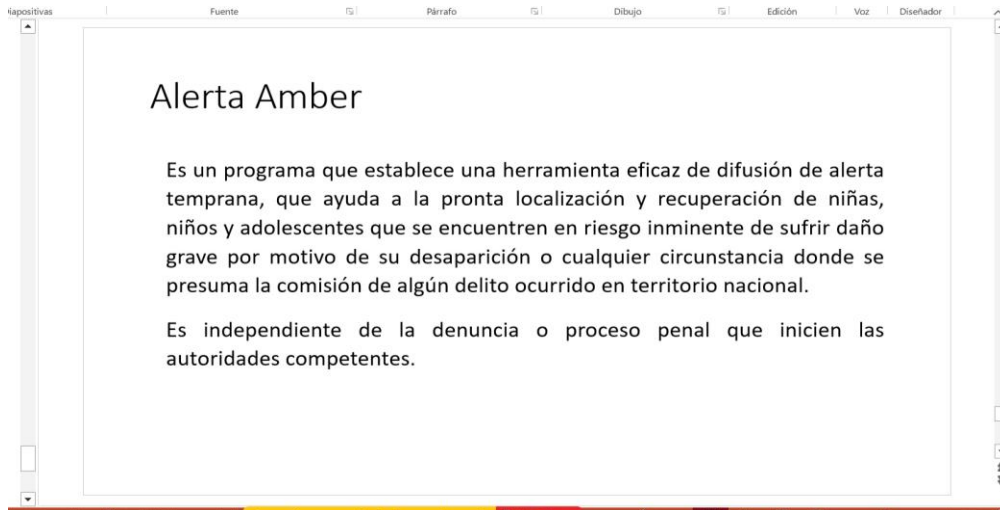 Diapositivas Fuente Párrafo Dibujo Edición Voz Diseñador
Alerta Amber
Es un programa que establece una herramienta eficaz de difusión de alerta
temprana, que ayuda a la pronta localización y recuperación de niñas,
niños y adolescentes que se encuentren en riesgo inminente de sufrir daño
grave por motivo de su desaparición o cualquier circunstancia donde se
presuma la comisión de algún delito ocurrido en territorio nacional.
Es independiente de la denuncia o proceso penal que inicien las
autoridades competentes.